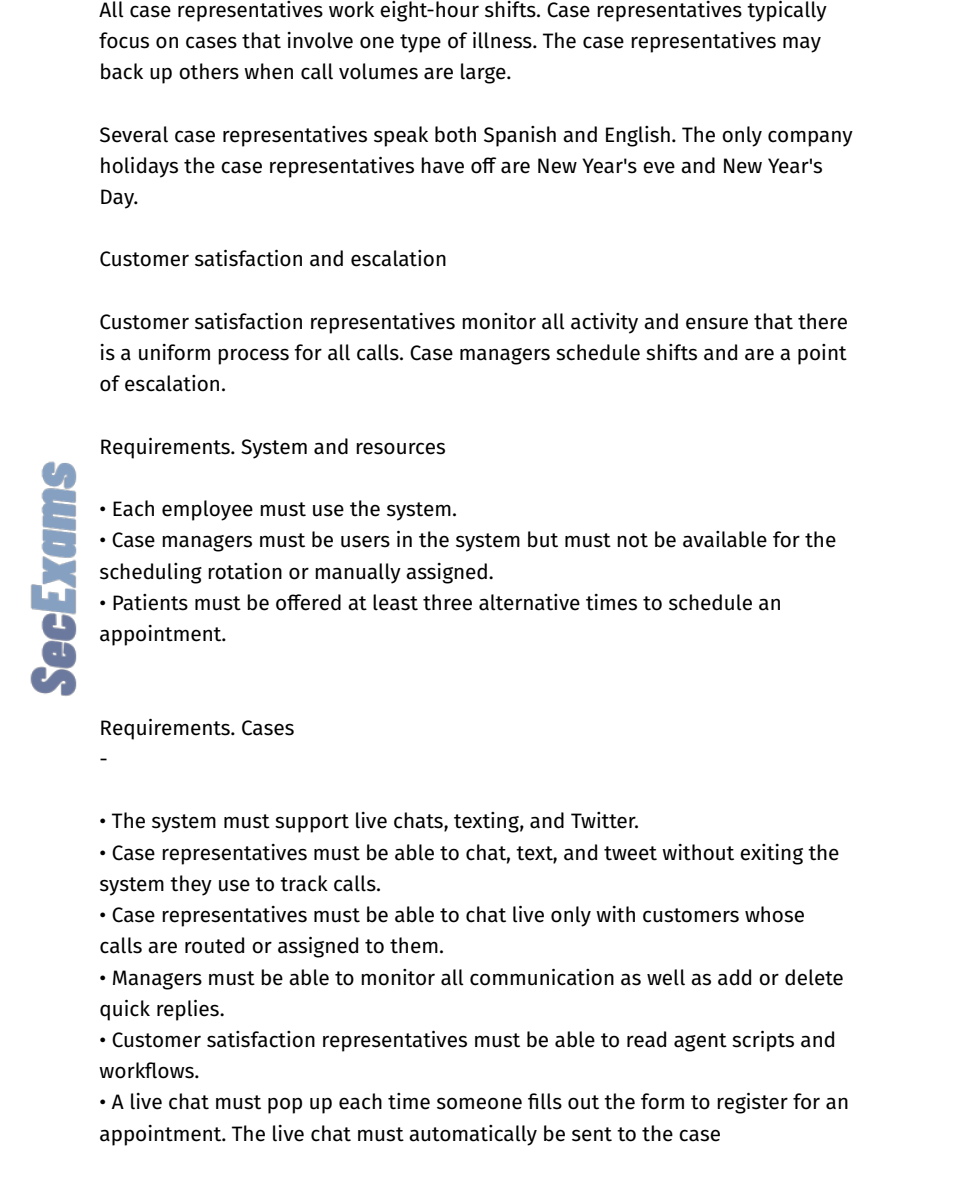 All case representatives work eight-hour shifts. Case representatives typically
focus on cases that involve one type of illness. The case representatives may
back up others when call volumes are large.
Several case representatives speak both Spanish and English. The only company
holidays the case representatives have off are New Year's eve and New Year's
Day.
Customer satisfaction and escalation
Customer satisfaction representatives monitor all activity and ensure that there
is a uniform process for all calls. Case managers schedule shifts and are a point
of escalation.
Requirements. System and resources
• Each employee must use the system.
• Case managers must be users in the system but must not be available for the
scheduling rotation or manually assigned.
• Patients must be offered at least three alternative times to schedule an
appointment.
SecExams
Requirements. Cases
-
• The system must support live chats, texting, and Twitter.
• Case representatives must be able to chat, text, and tweet without exiting the
system they use to track calls.
• Case representatives must be able to chat live only with customers whose
calls are routed or assigned to them.
• Managers must be able to monitor all communication as well as add or delete
quick replies.
• Customer satisfaction representatives must be able to read agent scripts and
workflows.
• A live chat must pop up each time someone fills out the form to register for an
appointment. The live chat must automatically be sent to the case